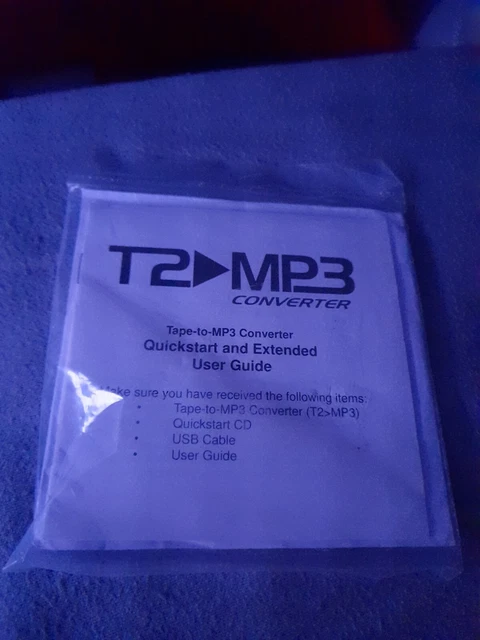 T2▶MP3
CONVERTER
Tape-to-MP3 Converter
Quickstart and Extended
User Guide
Make sure you have received the following items:
• Tape-to-MP3 Converter (T2>MP3)
• Quickstart CD
• USB Cable
• User Guide